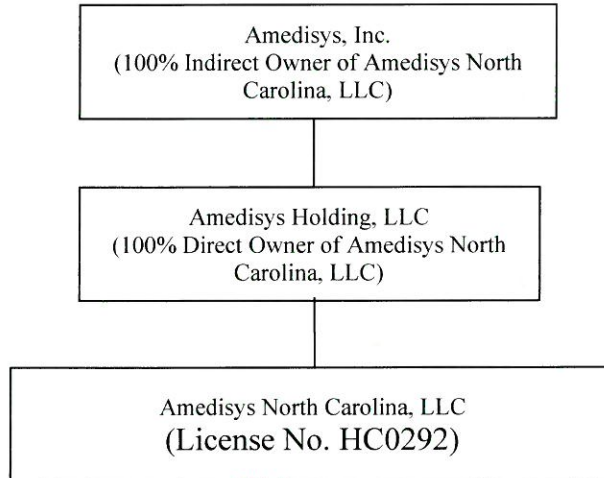 Amedisys, Inc.
(100% Indirect Owner of Amedisys North
Carolina, LLC)
Amedisys Holding, LLC
(100% Direct Owner of Amedisys North
Carolina, LLC)
Amedisys North Carolina, LLC
(License No. HC0292)